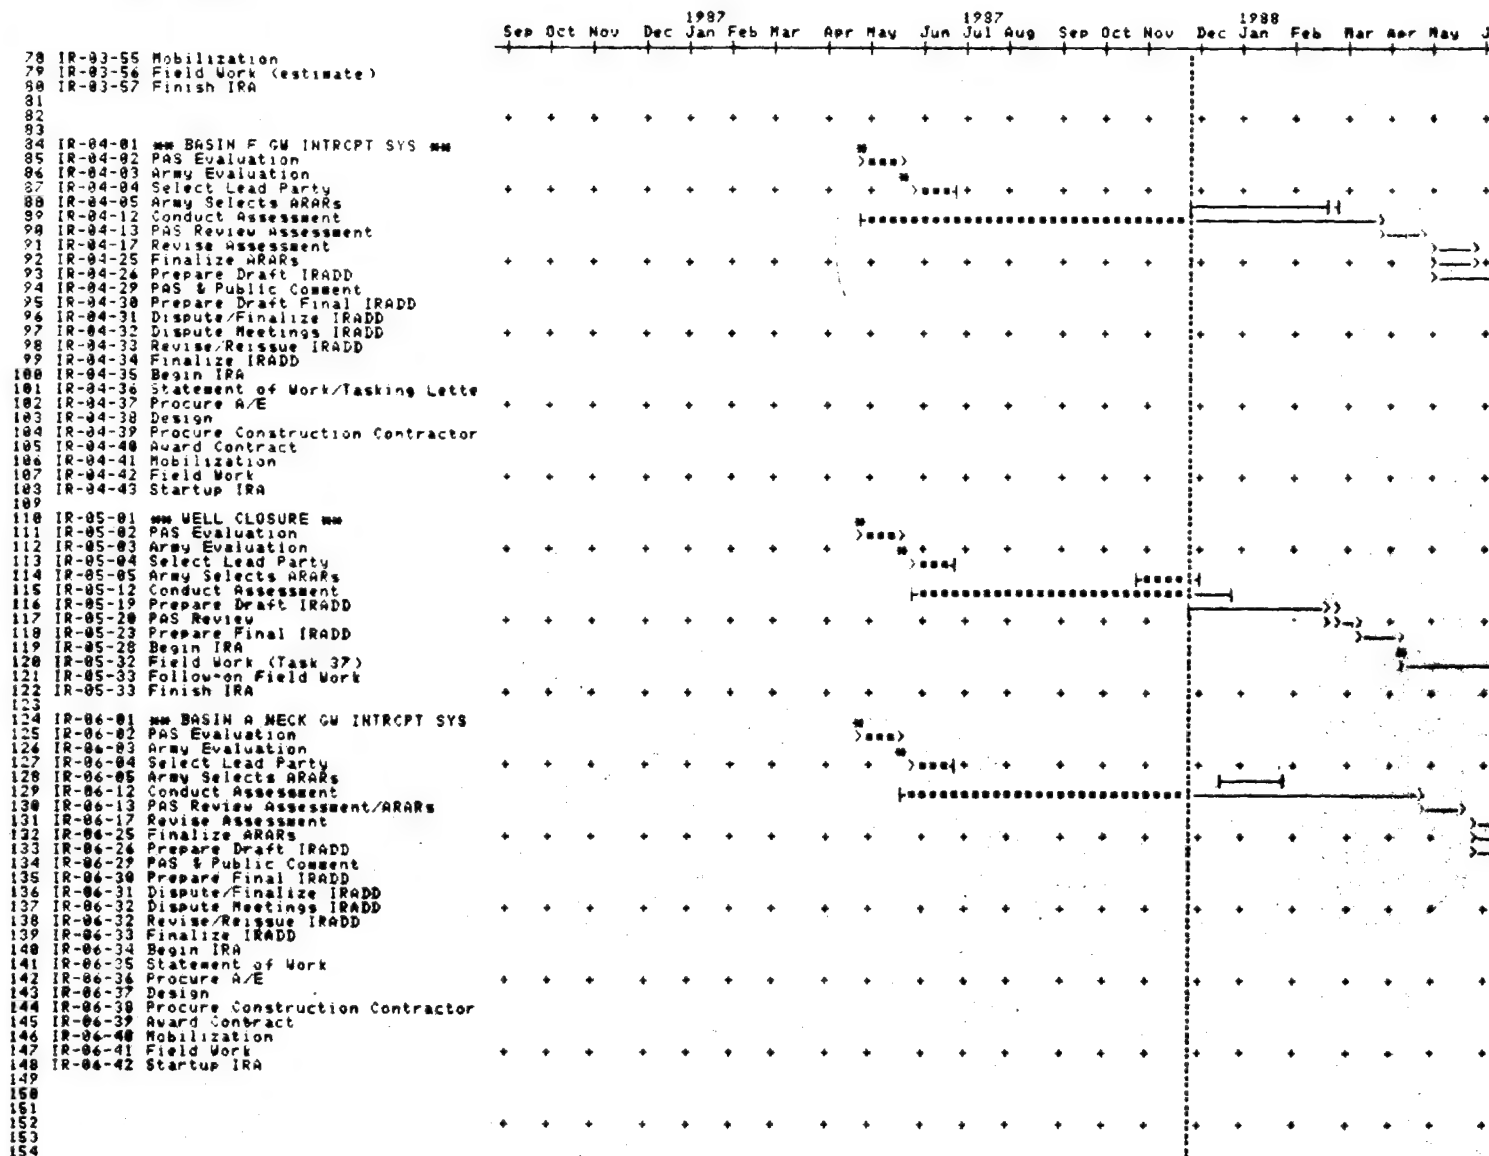 1987 1987 1988
Sep Oct Nov Dec Jan Feb Mar Apr May Jun Jul Aug Sep Oct Nov Dec Jan Feb Mar Apr May J
78 IR-03-55 Mobilization
79 IR-03-56 Field Work (estimate)
80 IR-03-57 Finish IRA
81
82
83
84 IR-04-01 ** BASIN F GW INTRCPT SYS **
85 IR-04-02 PAS Evaluation
86 IR-04-03 Army Evaluation
87 IR-04-04 Select Lead Party
88 IR-04-05 Army Selects ARARs
89 IR-04-12 Conduct Assessment
90 IR-04-13 PAS Review Assessment
91 IR-04-17 Revise Assessment
92 IR-04-25 Finalize ARARs
93 IR-04-26 Prepare Draft IRADD
94 IR-04-29 PAS & Public Comment
95 IR-04-30 Prepare Draft Final IRADD
96 IR-04-31 Dispute/Finalize IRADD
97 IR-04-32 Dispute Meetings IRADD
98 IR-04-33 Revise/Reissue IRADD
99 IR-04-34 Finalize IRADD
100 IR-04-35 Begin IRA
101 IR-04-36 Statement of Work/Tasking Lette
102 IR-04-37 Procure A/E
103 IR-04-38 Design
104 IR-04-39 Procure Construction Contractor
105 IR-04-40 Award Contract
106 IR-04-41 Mobilization
107 IR-04-42 Field Work
108 IR-04-43 Startup IRA
109
110 IR-05-01 ** WELL CLOSURE **
111 IR-05-02 PAS Evaluation
112 IR-05-03 Army Evaluation
113 IR-05-04 Select Lead Party
114 IR-05-05 Army Selects ARARs
115 IR-05-12 Conduct Assessment
116 IR-05-19 Prepare Draft IRADD
117 IR-05-20 PAS Review
118 IR-05-23 Prepare Final IRADD
119 IR-05-28 Begin IRA
120 IR-05-32 Field Work (Task 37)
121 IR-05-33 Follow-on Field Work
122 IR-05-33 Finish IRA
123
124 IR-06-01 ** BASIN A NECK GW INTRCPT SYS
125 IR-06-02 PAS Evaluation
126 IR-06-03 Army Evaluation
127 IR-06-04 Select Lead Party
128 IR-06-05 Army Selects ARARs
129 IR-06-12 Conduct Assessment
130 IR-06-13 PAS Review Assessment/ARARs
131 IR-06-17 Revise Assessment
132 IR-06-25 Finalize ARARs
133 IR-06-26 Prepare Draft IRADD
134 IR-06-29 PAS & Public Comment
135 IR-06-30 Prepare Final IRADD
136 IR-06-31 Dispute/Finalize IRADD
137 IR-06-32 Dispute Meetings IRADD
138 IR-06-32 Revise/Reissue IRADD
139 IR-06-33 Finalize IRADD
140 IR-06-34 Begin IRA
141 IR-06-35 Statement of Work
142 IR-06-36 Procure A/E
143 IR-06-37 Design
144 IR-06-38 Procure Construction Contractor
145 IR-06-39 Award Contract
146 IR-06-40 Mobilization
147 IR-06-41 Field Work
148 IR-06-42 Startup IRA
149
150
151
152
153
154